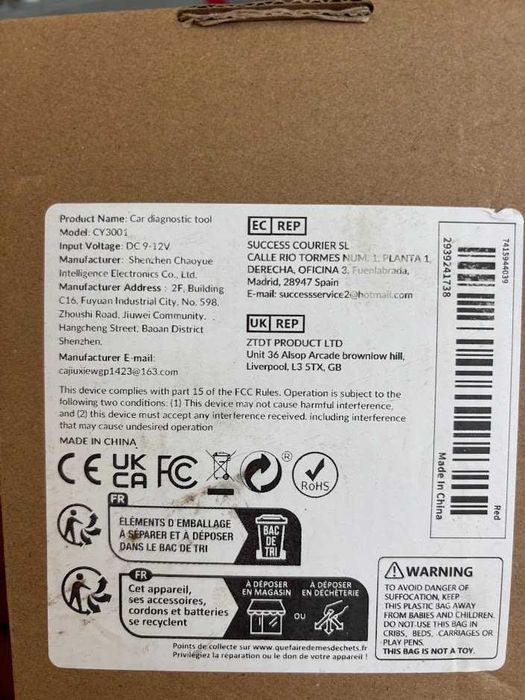 Product Name: Car diagnostic tool
Model: CY3001
Input Voltage: DC 9-12V
Manufacturer: Shenzhen Chaoyue
Intelligence Electronics Co., Ltd.
Manufacturer Address : 2F, Building
C16, Fuyuan Industrial City, No. 598,
Zhoushi Road, Jiuwei Community,
Hangcheng Street, Baoan District
Shenzhen.
Manufacturer E-mail:
cajiuxiewgp1423@163.com
EC REP
SUCCESS COURIER SL
CALLE RIO TORMES NUM. 1, PLANTA 1,
DERECHA, OFICINA 3, Fuenlabrada,
Madrid, 28947 Spain
E-mail: successservice2@hotmail.com
UK REP
ZTDT PRODUCT LTD
Unit 36 Alsop Arcade brownlow hill,
Liverpool, L3 5TX, GB
This device complies with part 15 of the FCC Rules. Operation is subject to the
following two conditions: (1) This device may not cause harmful interference,
and (2) this device must accept any interference received, including interference
that may cause undesired operation
MADE IN CHINA
CE UK CA FC ® RoHS
FR
ÉLÉMENTS D'EMBALLAGE
À SÉPARER ET À DÉPOSER
DANS LE BAC DE TRI
BAC
DE
TRI
FR
Cet appareil,
ses accessoires,
cordons et batteries
se recyclent
À DÉPOSER
EN MAGASIN
OU
À DÉPOSER
EN DÉCHÈTERIE
Points de collecte sur www.quefairedemesdechets.fr
Privilégiez la réparation ou le don de votre appareil !
7415944039
2939241738
Made In China
Red
WARNING
TO AVOID DANGER OF
SUFFOCATION, KEEP
THIS PLASTIC BAG AWAY
FROM BABIES AND CHILDREN.
DO NOT USE THIS BAG IN
CRIBS, BEDS, CARRIAGES OR
PLAY PENS.
THIS BAG IS NOT A TOY.